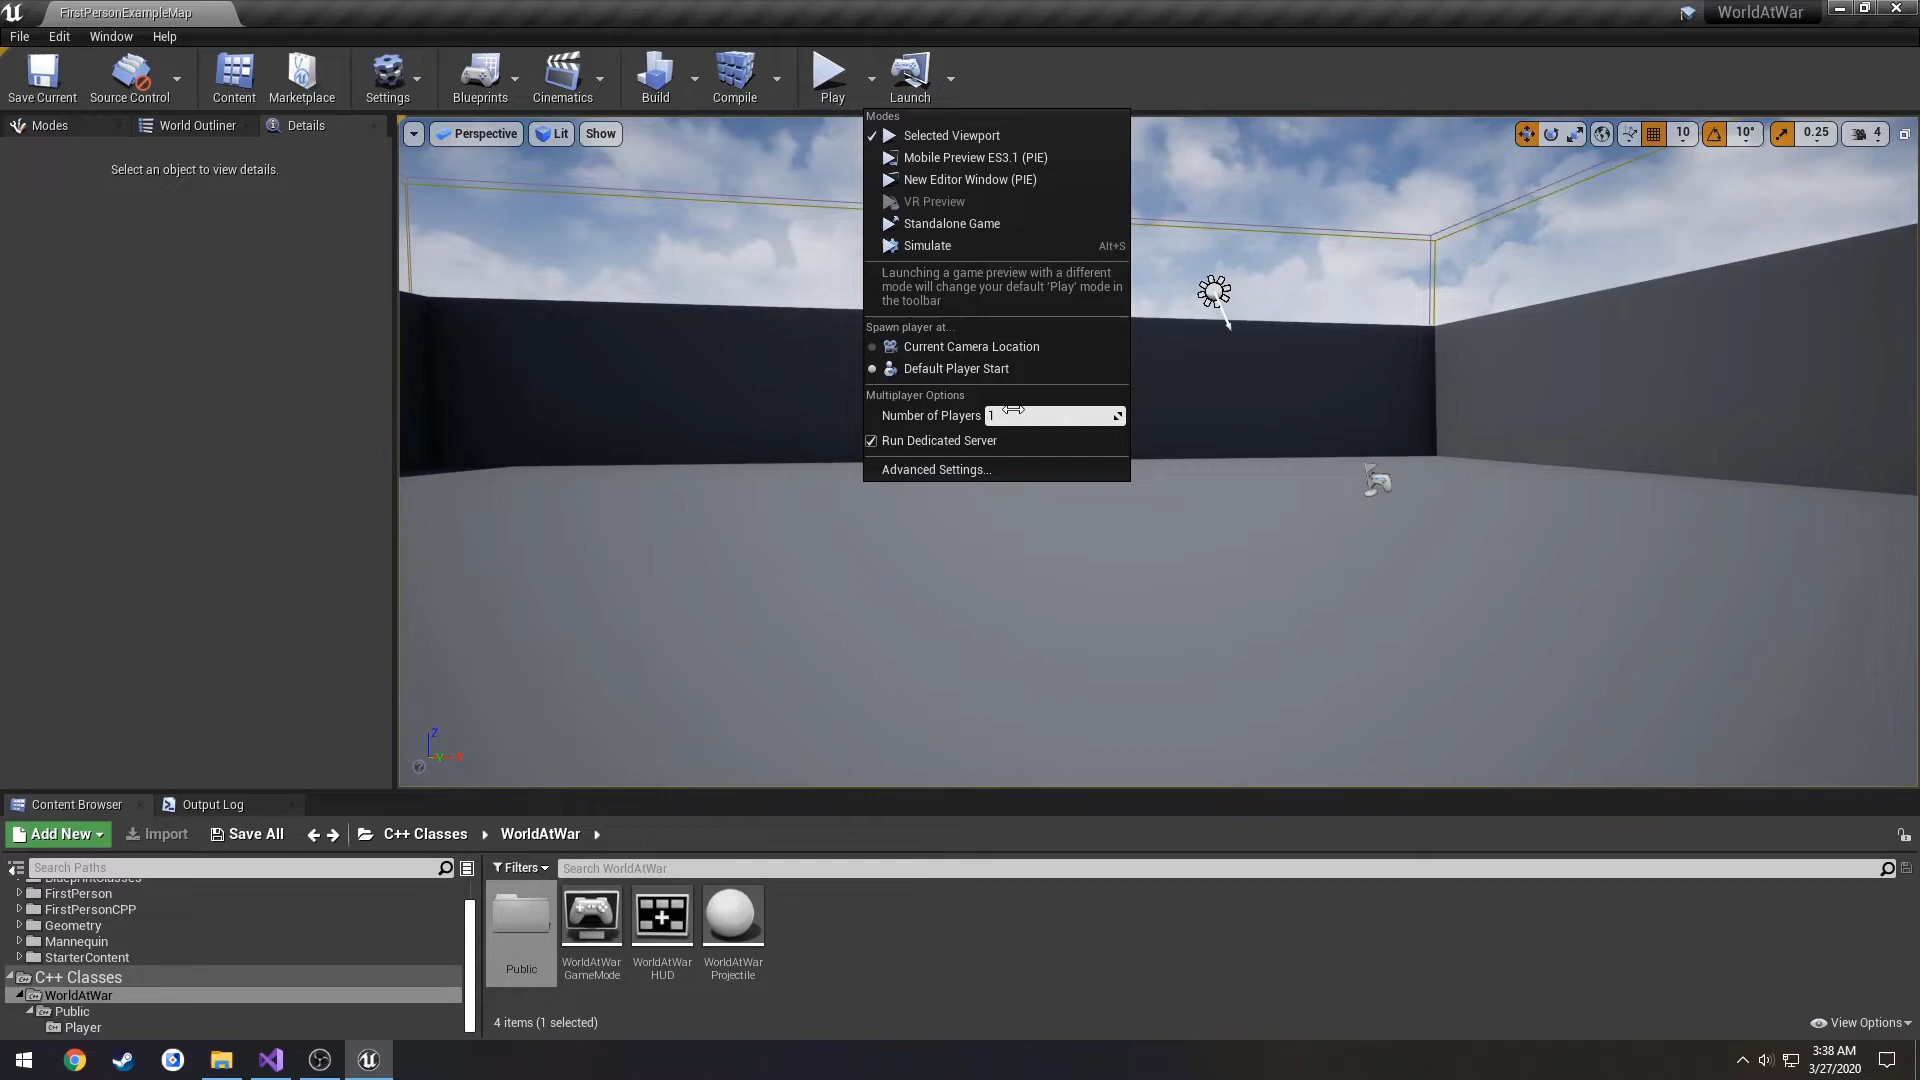 FirstPersonExampleMap
WorldAtWar
File Edit Window Help
Save Current Source Control Content Marketplace Settings Blueprints Cinematics Build Compile Play Launch
Modes World Outliner Details
Select an object to view details.
Perspective Lit Show
10 10° 0.25 4
Modes
Selected Viewport
Mobile Preview ES3.1 (PIE)
New Editor Window (PIE)
VR Preview
Standalone Game
Simulate Alt+S
Launching a game preview with a different
mode will change your default 'Play' mode in
the toolbar
Spawn player at...
Current Camera Location
Default Player Start
Multiplayer Options
Number of Players 1
Run Dedicated Server
Advanced Settings...
Z
Y X
Content Browser Output Log
Add New Import Save All C++ Classes WorldAtWar
Search Paths
Filters Search WorldAtWar
BlueprintClasses
FirstPerson
FirstPersonCPP
Geometry
Mannequin
StarterContent
C++ Classes
WorldAtWar
Public
Player
Public
WorldAtWar
GameMode
WorldAtWar
HUD
WorldAtWar
Projectile
4 items (1 selected)
View Options
3:38 AM
3/27/2020